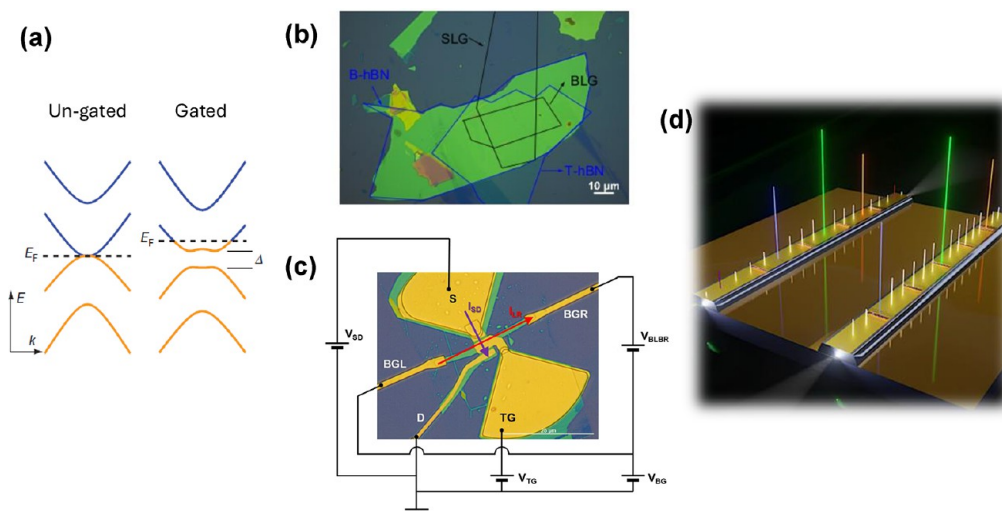 (a)
Un-gated
Gated
E_F
E_F
Δ
E
k
(b)
SLG
B-hBN
BLG
T-hBN
10 μm
(c)
S
I_SD
BGR
V_SD
V_BLBR
BGL
D
TG
V_TG
V_BG
(d)